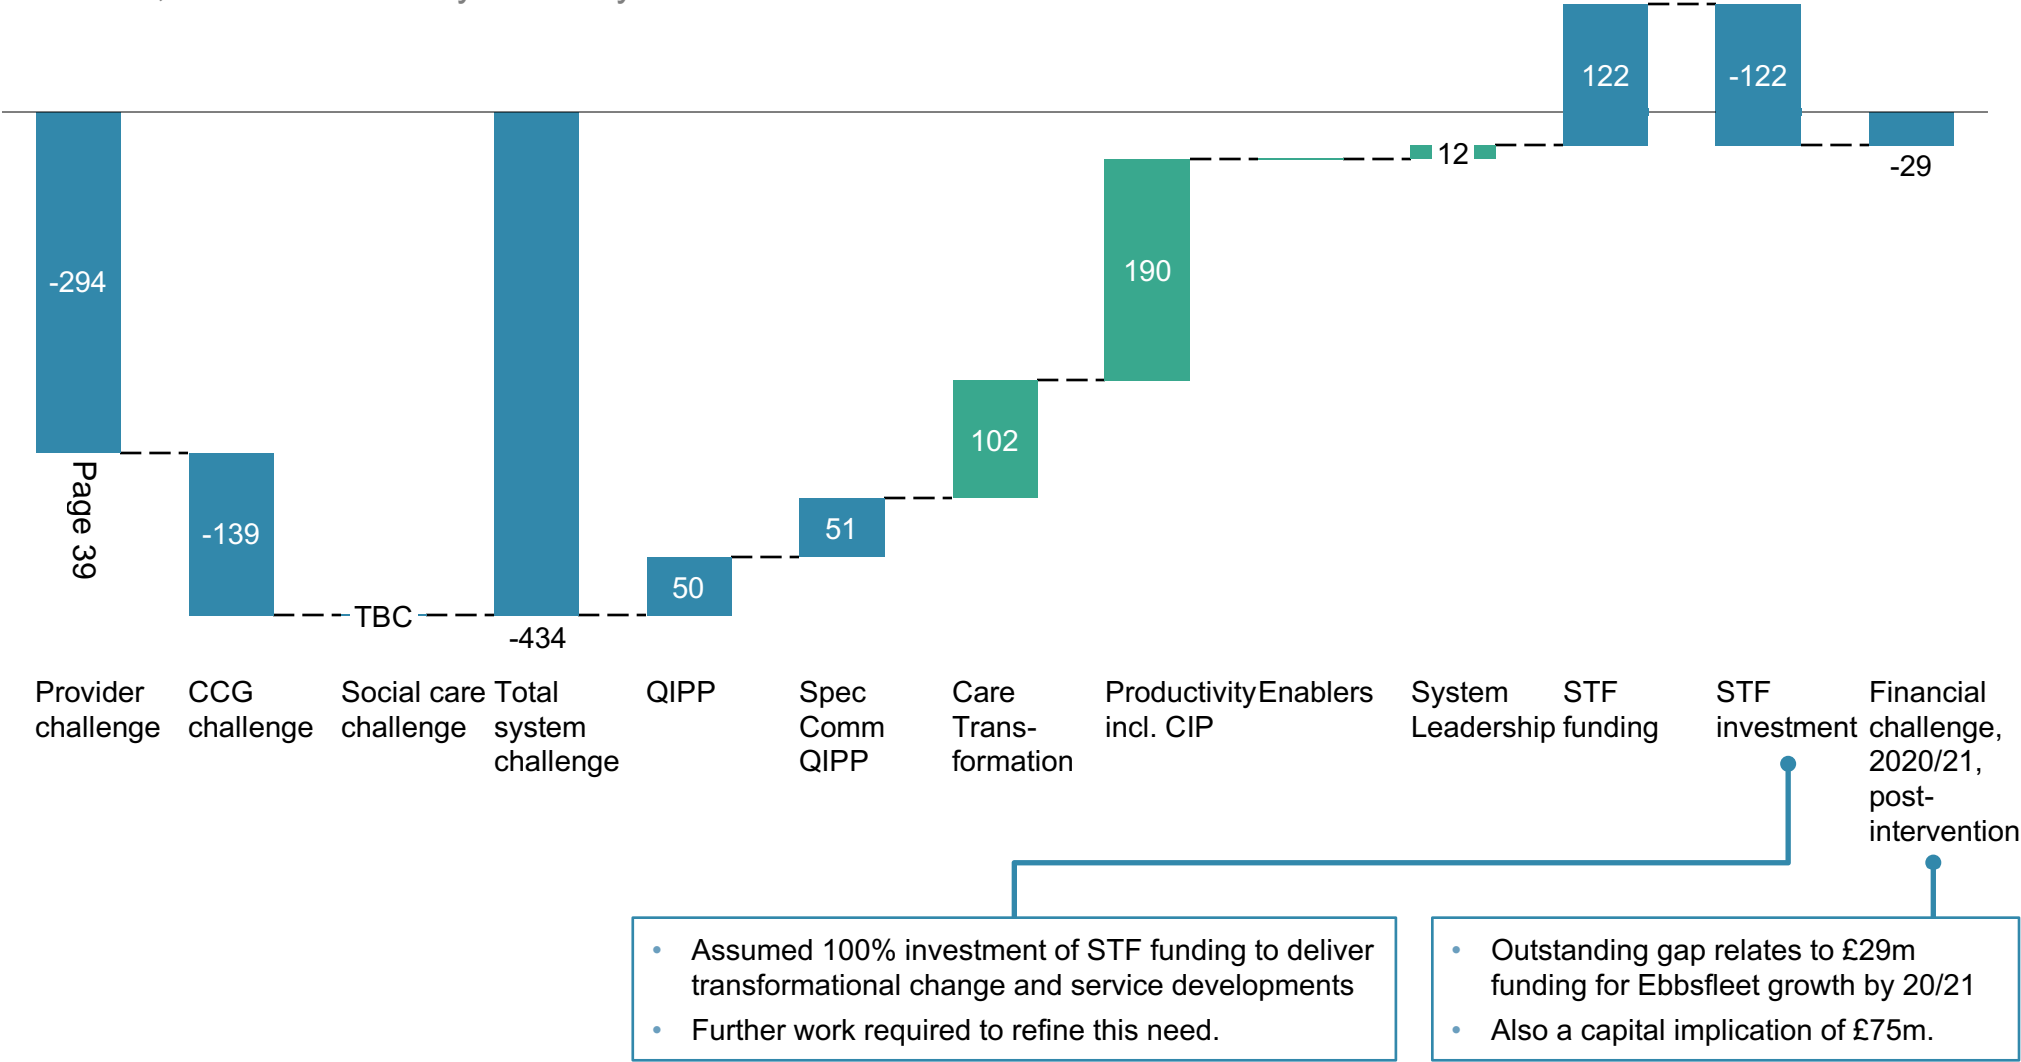 122
-122
12
-29
-294
190
102
Page 39
-139
51
50
TBC
-434
Provider
challenge
CCG
challenge
Social care
challenge
Total
system
challenge
QIPP
Spec
Comm
QIPP
Care
Trans-
formation
Productivity
incl. CIP
Enablers
System
Leadership
STF
funding
STF
investment
Financial
challenge,
2020/21,
post-
intervention
• Assumed 100% investment of STF funding to deliver
transformational change and service developments
• Further work required to refine this need.
• Outstanding gap relates to £29m
funding for Ebbsfleet growth by 20/21
• Also a capital implication of £75m.